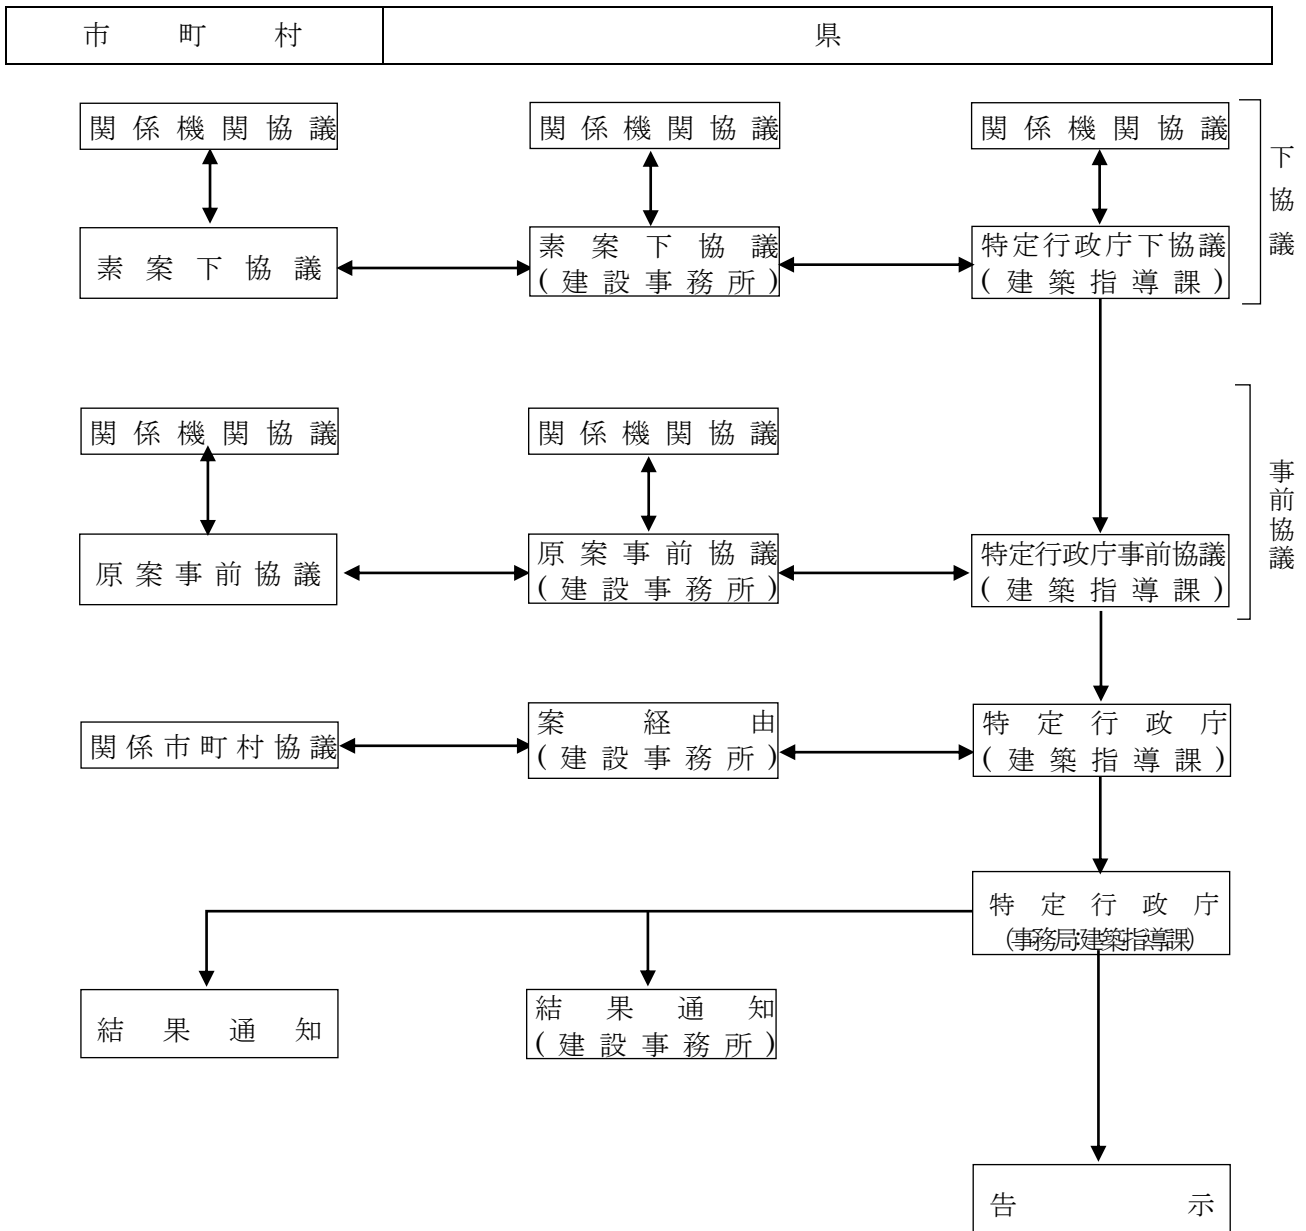 市町村
県
関係機関協議
関係機関協議
関係機関協議
下協議
素案下協議
素案下協議
(建設事務所)
特定行政庁下協議
(建築指導課)
関係機関協議
関係機関協議
事前協議
原案事前協議
原案事前協議
(建設事務所)
特定行政庁事前協議
(建築指導課)
関係市町村協議
案経由
(建設事務所)
特定行政庁
(建築指導課)
特定行政庁
(事務局:建築指導課)
結果通知
結果通知
(建設事務所)
告示